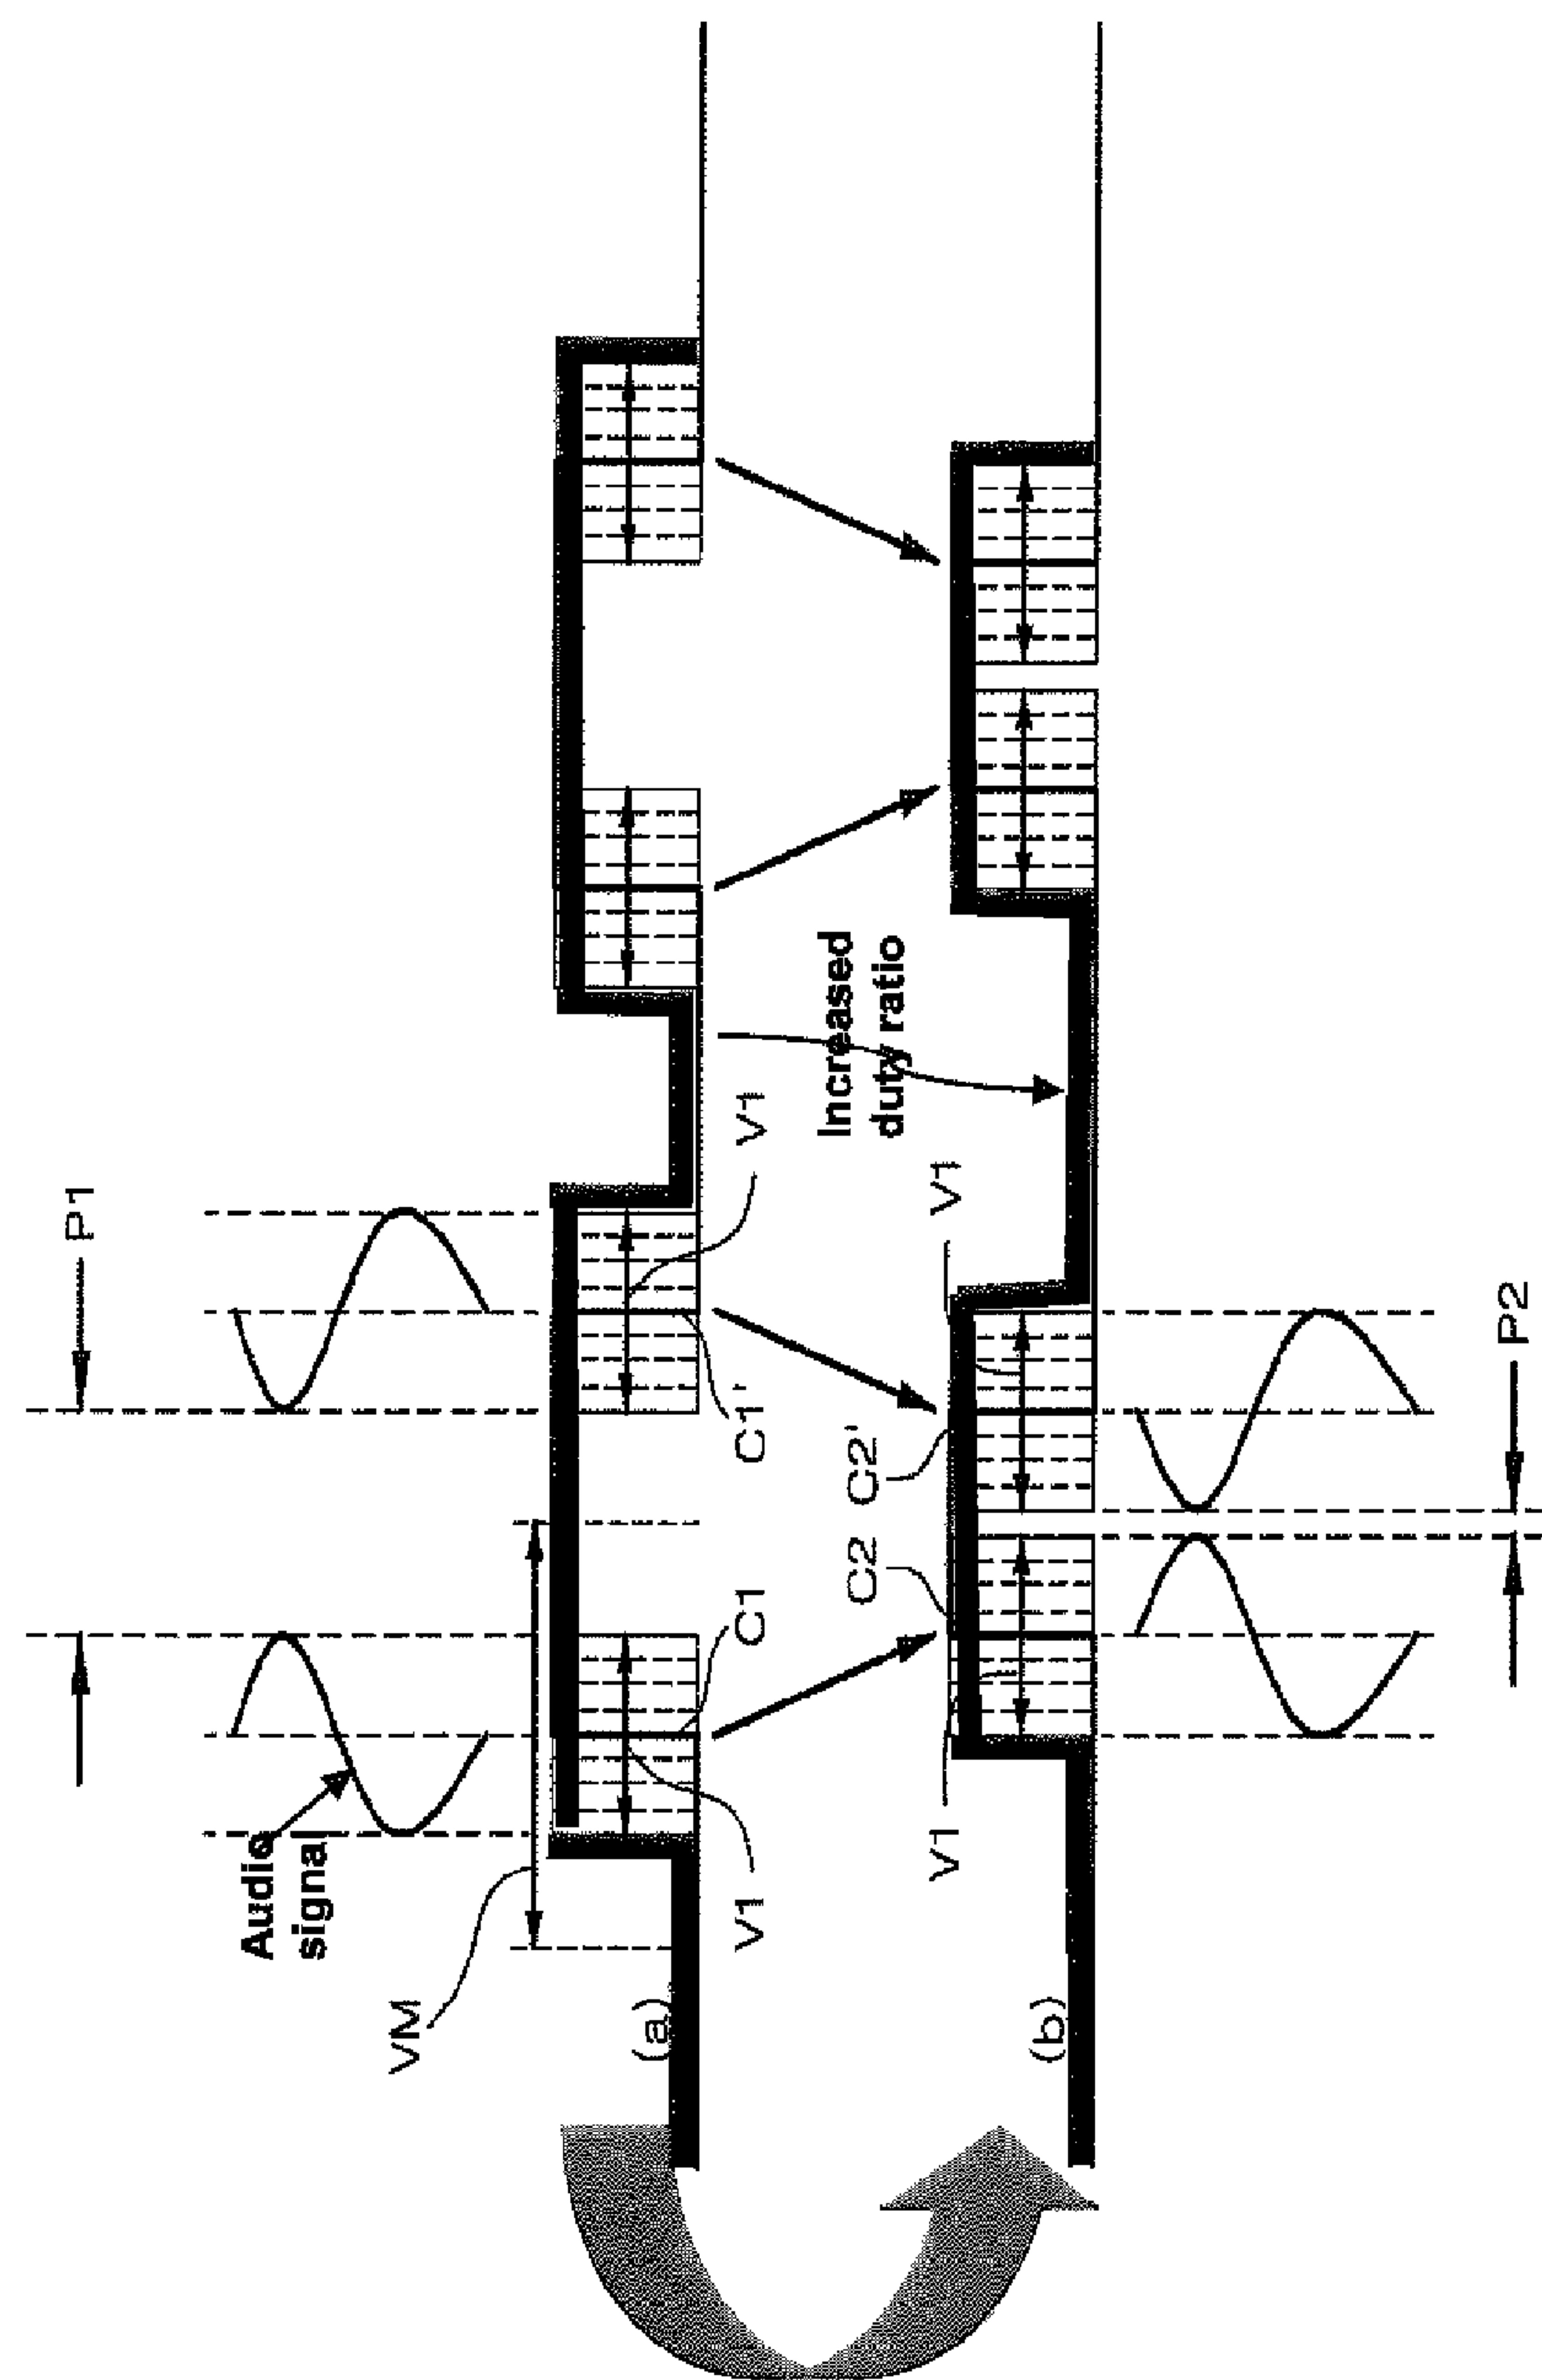 P1
Audio
signal
VM
(a)
V1
C1
C1'
V1
Increased
duty ratio
(b)
V1
C2
C2'
V1
P2